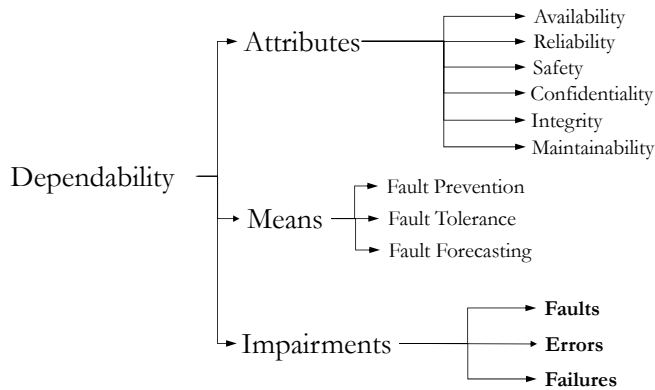 Dependability
Attributes
Availability
Reliability
Safety
Confidentiality
Integrity
Maintainability
Means
Fault Prevention
Fault Tolerance
Fault Forecasting
Impairments
Faults
Errors
Failures